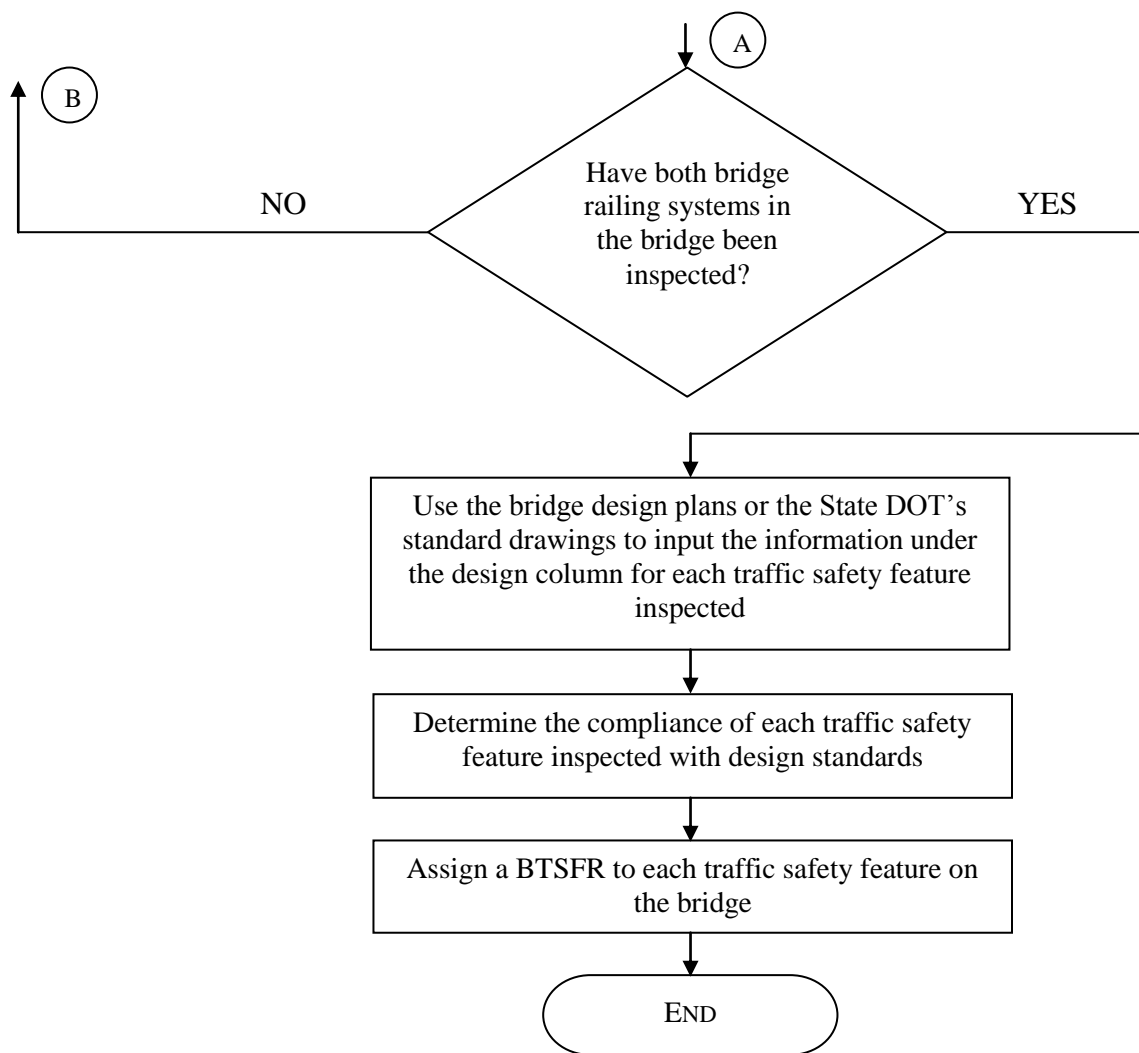 A
B
Have both bridge
railing systems in
the bridge been
inspected?
NO
YES
Use the bridge design plans or the State DOT’s
standard drawings to input the information under
the design column for each traffic safety feature
inspected
Determine the compliance of each traffic safety
feature inspected with design standards
Assign a BTSFR to each traffic safety feature on
the bridge
END